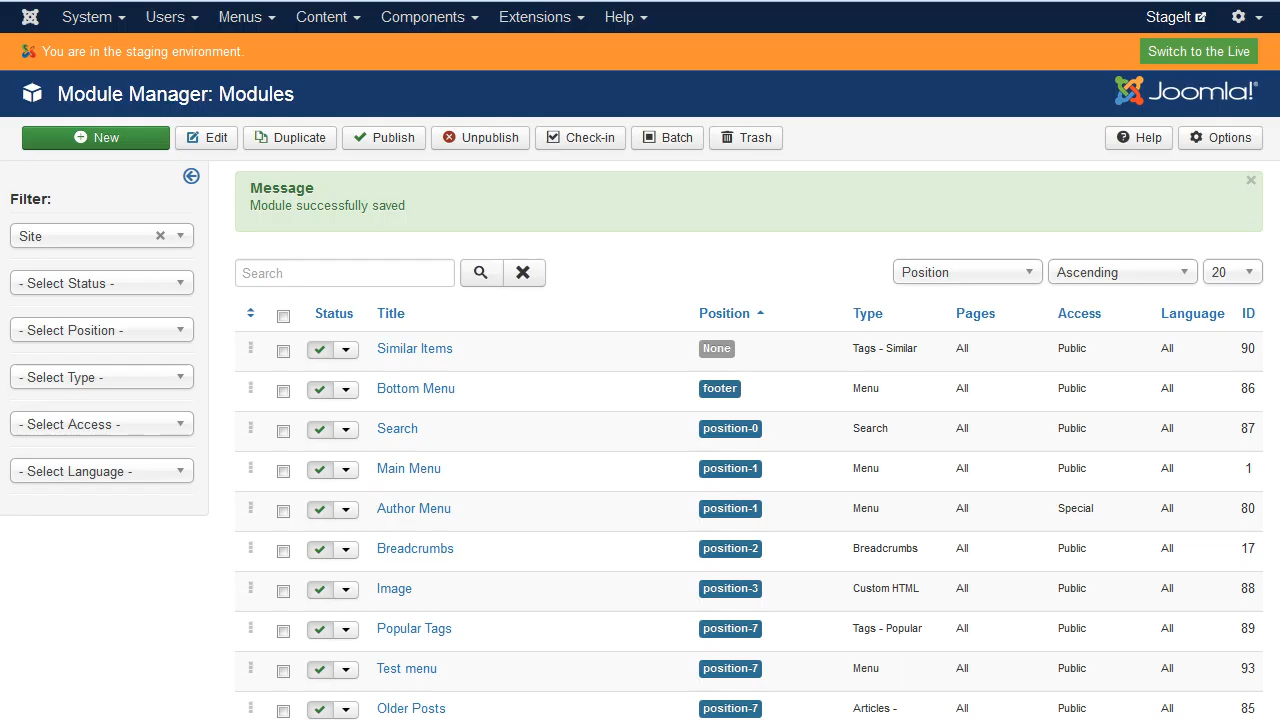 System Users Menus Content Components Extensions Help StageIt
You are in the staging environment. Switch to the Live
Module Manager: Modules Joomla!®
New Edit Duplicate Publish Unpublish Check-in Batch Trash Help Options
Filter:
Site
- Select Status -
- Select Position -
- Select Type -
- Select Access -
- Select Language -
Message
Module successfully saved
Search Position Ascending 20
Status Title Position Type Pages Access Language ID
Similar Items None Tags - Similar All Public All 90
Bottom Menu footer Menu All Public All 86
Search position-0 Search All Public All 87
Main Menu position-1 Menu All Public All 1
Author Menu position-1 Menu All Special All 80
Breadcrumbs position-2 Breadcrumbs All Public All 17
Image position-3 Custom HTML All Public All 88
Popular Tags position-7 Tags - Popular All Public All 89
Test menu position-7 Menu All Public All 93
Older Posts position-7 Articles - All Public All 85